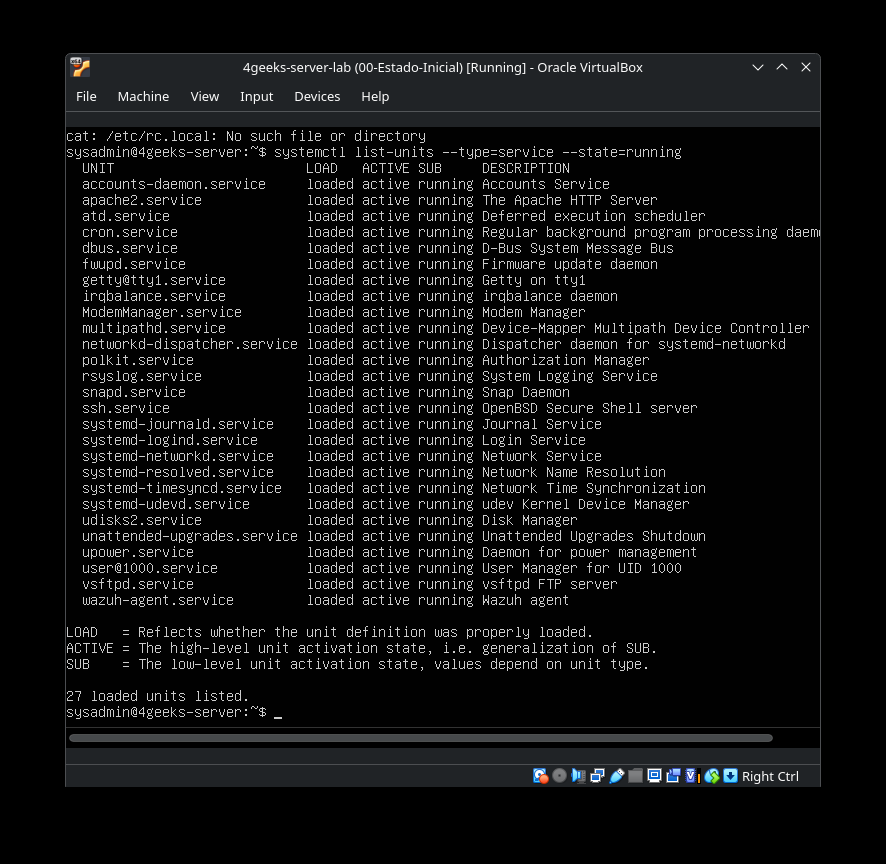 4geeks-server-lab (00-Estado-Inicial) [Running] - Oracle VirtualBox
File Machine View Input Devices Help
cat: /etc/rc.local: No such file or directory
sysadmin@4geeks-server:~$ systemctl list-units --type=service --state=running
UNIT LOAD ACTIVE SUB DESCRIPTION
accounts-daemon.service loaded active running Accounts Service
apache2.service loaded active running The Apache HTTP Server
atd.service loaded active running Deferred execution scheduler
cron.service loaded active running Regular background program processing daem
dbus.service loaded active running D-Bus System Message Bus
fwupd.service loaded active running Firmware update daemon
getty@tty1.service loaded active running Getty on tty1
irqbalance.service loaded active running irqbalance daemon
ModemManager.service loaded active running Modem Manager
multipathd.service loaded active running Device-Mapper Multipath Device Controller
networkd-dispatcher.service loaded active running Dispatcher daemon for systemd-networkd
polkit.service loaded active running Authorization Manager
rsyslog.service loaded active running System Logging Service
snapd.service loaded active running Snap Daemon
ssh.service loaded active running OpenBSD Secure Shell server
systemd-journald.service loaded active running Journal Service
systemd-logind.service loaded active running Login Service
systemd-networkd.service loaded active running Network Service
systemd-resolved.service loaded active running Network Name Resolution
systemd-timesyncd.service loaded active running Network Time Synchronization
systemd-udevd.service loaded active running udev Kernel Device Manager
udisks2.service loaded active running Disk Manager
unattended-upgrades.service loaded active running Unattended Upgrades Shutdown
upower.service loaded active running Daemon for power management
user@1000.service loaded active running User Manager for UID 1000
vsftpd.service loaded active running vsftpd FTP server
wazuh-agent.service loaded active running Wazuh agent
LOAD = Reflects whether the unit definition was properly loaded.
ACTIVE = The high-level unit activation state, i.e. generalization of SUB.
SUB = The low-level unit activation state, values depend on unit type.
27 loaded units listed.
sysadmin@4geeks-server:~$ _
Right Ctrl